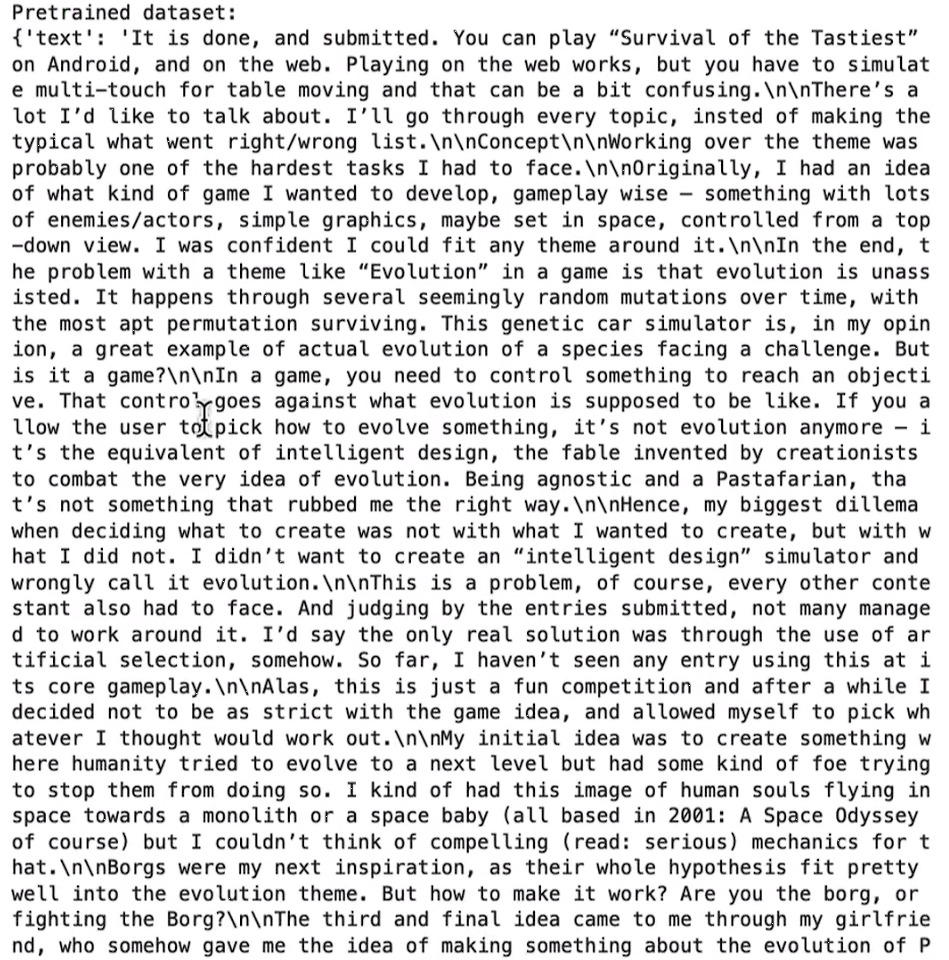 Pretrained dataset:
{'text': 'It is done, and submitted. You can play “Survival of the Tastiest”
on Android, and on the web. Playing on the web works, but you have to simulat
e multi-touch for table moving and that can be a bit confusing.\n\nThere’s a
lot I’d like to talk about. I’ll go through every topic, insted of making the
typical what went right/wrong list.\n\nConcept\n\nWorking over the theme was
probably one of the hardest tasks I had to face.\n\nOriginally, I had an idea
of what kind of game I wanted to develop, gameplay wise – something with lots
of enemies/actors, simple graphics, maybe set in space, controlled from a top
-down view. I was confident I could fit any theme around it.\n\nIn the end, t
he problem with a theme like “Evolution” in a game is that evolution is unass
isted. It happens through several seemingly random mutations over time, with
the most apt permutation surviving. This genetic car simulator is, in my opin
ion, a great example of actual evolution of a species facing a challenge. But
is it a game?\n\nIn a game, you need to control something to reach an objecti
ve. That control goes against what evolution is supposed to be like. If you a
llow the user to pick how to evolve something, it’s not evolution anymore – i
t’s the equivalent of intelligent design, the fable invented by creationists
to combat the very idea of evolution. Being agnostic and a Pastafarian, tha
t’s not something that rubbed me the right way.\n\nHence, my biggest dillema
when deciding what to create was not with what I wanted to create, but with w
hat I did not. I didn’t want to create an “intelligent design” simulator and
wrongly call it evolution.\n\nThis is a problem, of course, every other conte
stant also had to face. And judging by the entries submitted, not many manage
d to work around it. I’d say the only real solution was through the use of ar
tificial selection, somehow. So far, I haven’t seen any entry using this at i
ts core gameplay.\n\nAlas, this is just a fun competition and after a while I
decided not to be as strict with the game idea, and allowed myself to pick wh
atever I thought would work out.\n\nMy initial idea was to create something w
here humanity tried to evolve to a next level but had some kind of foe trying
to stop them from doing so. I kind of had this image of human souls flying in
space towards a monolith or a space baby (all based in 2001: A Space Odyssey
of course) but I couldn’t think of compelling (read: serious) mechanics for t
hat.\n\nBorgs were my next inspiration, as their whole hypothesis fit pretty
well into the evolution theme. But how to make it work? Are you the borg, or
fighting the Borg?\n\nThe third and final idea came to me through my girlfrie
nd, who somehow gave me the idea of making something about the evolution of P